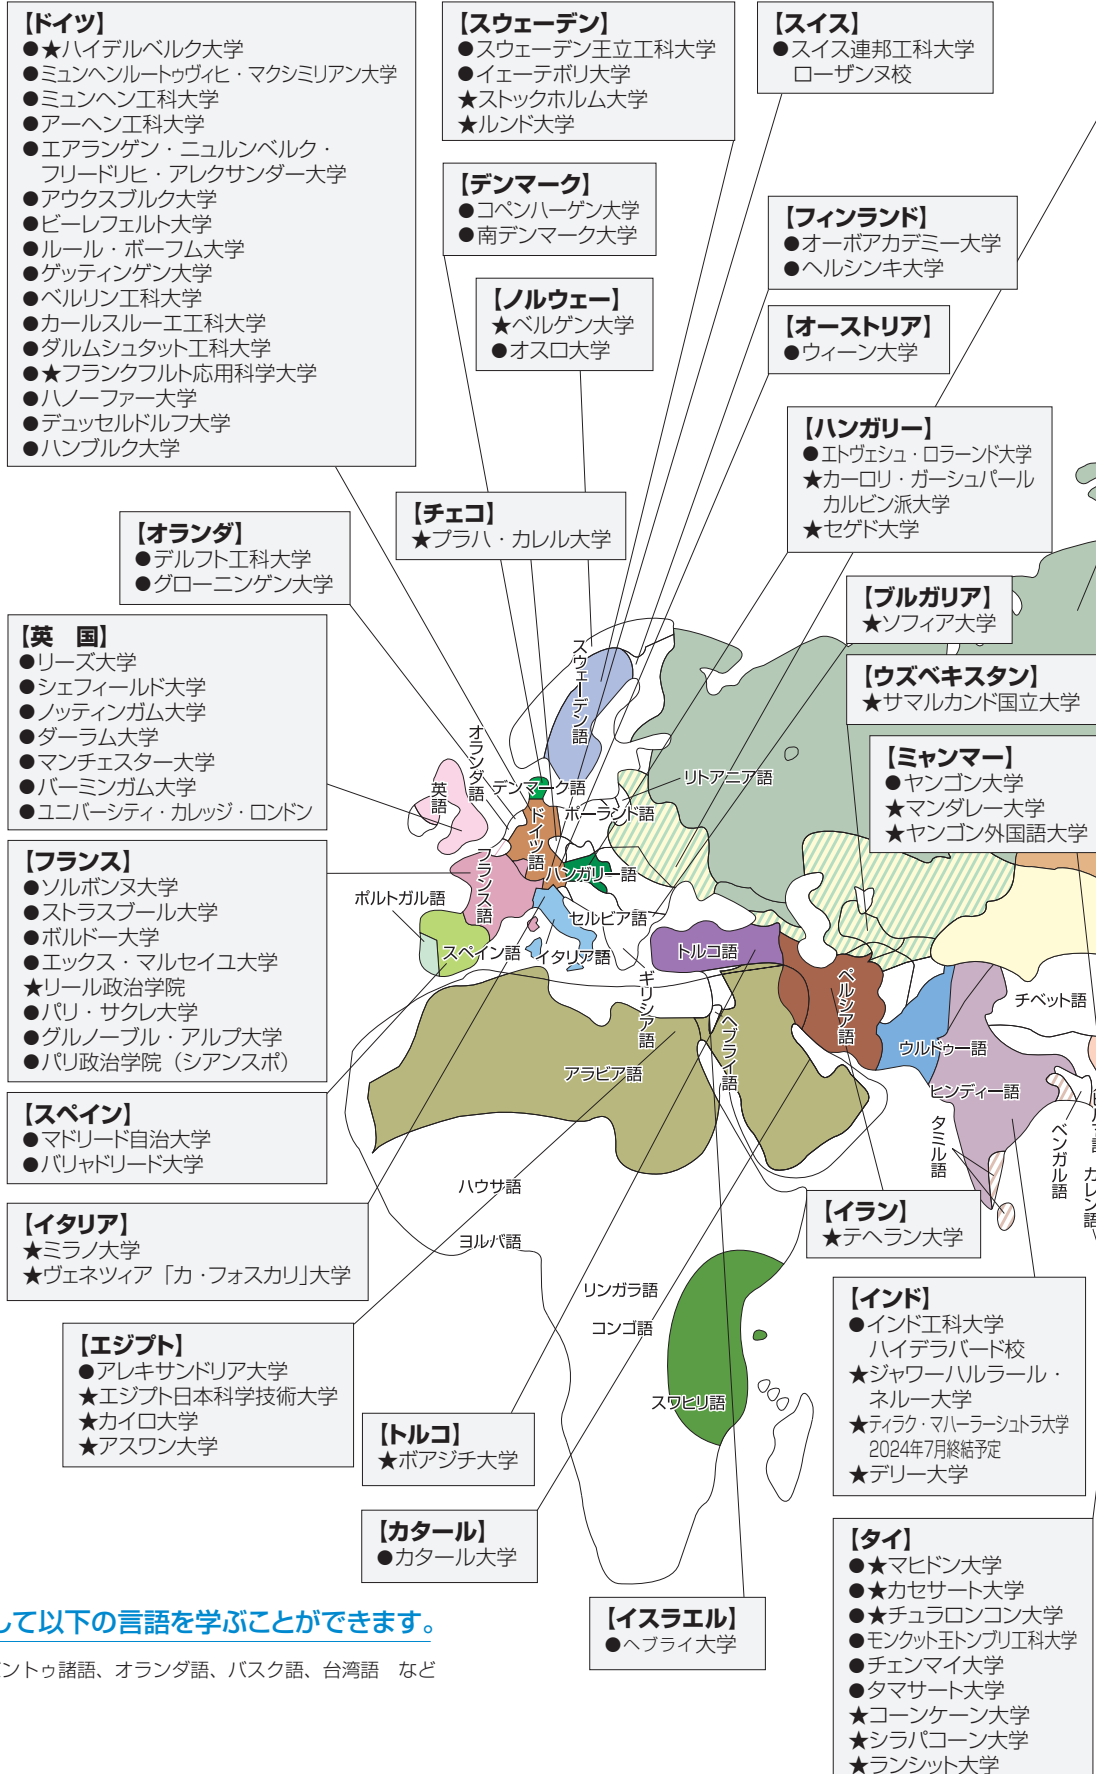 【ドイツ】
●★ハイデルベルク大学
●ミュンヘンルートゥヴィヒ・マクシミリアン大学
●ミュンヘン工科大学
●アーヘン工科大学
●エアランゲン・ニュルンベルク・
フリードリヒ・アレクサンダー大学
●アウクスブルク大学
●ビーレフェルト大学
●ルール・ボーフム大学
●ゲッティンゲン大学
●ベルリン工科大学
●カールスルーエ工科大学
●ダルムシュタット工科大学
●★フランクフルト応用科学大学
●ハノーファー大学
●デュッセルドルフ大学
●ハンブルク大学
【スウェーデン】
●スウェーデン王立工科大学
●イェーテボリ大学
★ストックホルム大学
★ルンド大学
【スイス】
●スイス連邦工科大学
ローザンヌ校
【デンマーク】
●コペンハーゲン大学
●南デンマーク大学
【フィンランド】
●オーボアカデミー大学
●ヘルシンキ大学
【ノルウェー】
★ベルゲン大学
●オスロ大学
【オーストリア】
●ウィーン大学
【ハンガリー】
●エトヴェシュ・ロラーンド大学
★カーロリ・ガーシュパール
カルビン派大学
★セゲド大学
【チェコ】
★プラハ・カレル大学
【オランダ】
●デルフト工科大学
●グローニンゲン大学
【ブルガリア】
★ソフィア大学
【英　国】
●リーズ大学
●シェフィールド大学
●ノッティンガム大学
●ダーラム大学
●マンチェスター大学
●バーミンガム大学
●ユニバーシティ・カレッジ・ロンドン
【ウズベキスタン】
★サマルカンド国立大学
【ミャンマー】
●ヤンゴン大学
★マンダレー大学
★ヤンゴン外国語大学
【フランス】
●ソルボンヌ大学
●ストラスブール大学
●ボルドー大学
●エックス・マルセイユ大学
★リール政治学院
●パリ・サクレ大学
●グルノーブル・アルプ大学
●パリ政治学院（シアンスポ）
スウェーデン語
オランダ語
英語
デンマーク語
リトアニア語
ポーランド語
ドイツ語
フランス語
ハンガリー語
ポルトガル語
セルビア語
スペイン語
イタリア語
トルコ語
ギリシア語
ペルシア語
ヘブライ語
チベット語
ウルドゥー語
アラビア語
ヒンディー語
タミル語
ベンガル語
カレン語
ハウサ語
ヨルバ語
リンガラ語
コンゴ語
スワヒリ語
【スペイン】
●マドリード自治大学
●バリャドリード大学
【イタリア】
★ミラノ大学
★ヴェネツィア「カ・フォスカリ」大学
【イラン】
★テヘラン大学
【エジプト】
●アレキサンドリア大学
★エジプト日本科学技術大学
★カイロ大学
★アスワン大学
【インド】
●インド工科大学
ハイデラバード校
★ジャワーハルラール・
ネルー大学
★ティラク・マハーラーシュトラ大学
2024年7月終結予定
★デリー大学
【トルコ】
★ボアジチ大学
【カタール】
●カタール大学
【タイ】
●★マヒドン大学
●★カセサート大学
●★チュラロンコン大学
●モンクット王トンブリ工科大学
●チェンマイ大学
●タマサート大学
★コーンケーン大学
★シラパコーン大学
★ランシット大学
【イスラエル】
●ヘブライ大学
して以下の言語を学ぶことができます。
ントゥ諸語、オランダ語、バスク語、台湾語　など